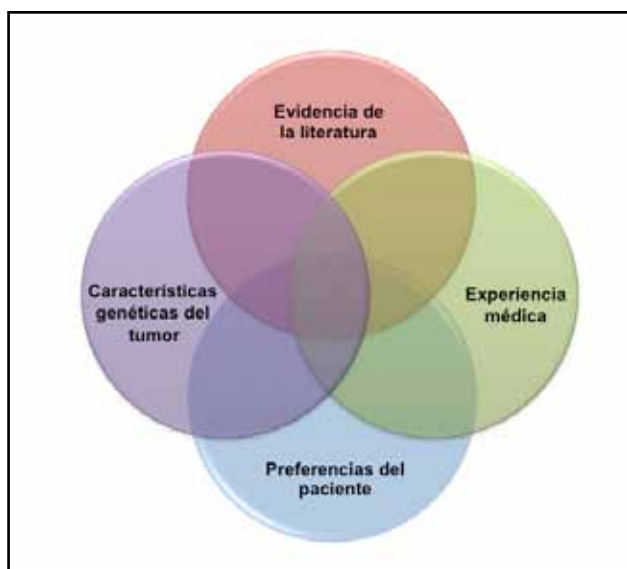 Evidencia de
la literatura
Características
genéticas del
tumor
Experiencia
médica
Preferencias del
paciente